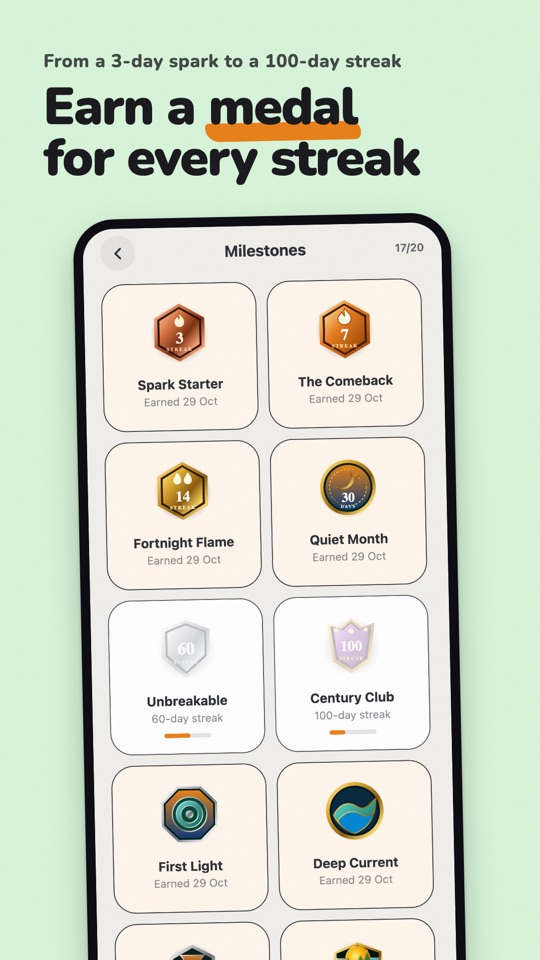 From a 3-day spark to a 100-day streak
Earn a medal
for every streak
Milestones
17/20
3
STREAK
Spark Starter
Earned 29 Oct
7
STREAK
The Comeback
Earned 29 Oct
14
STREAK
Fortnight Flame
Earned 29 Oct
30
DAYS
Quiet Month
Earned 29 Oct
60
STREAK
Unbreakable
60-day streak
100
STREAK
Century Club
100-day streak
First Light
Earned 29 Oct
Deep Current
Earned 29 Oct